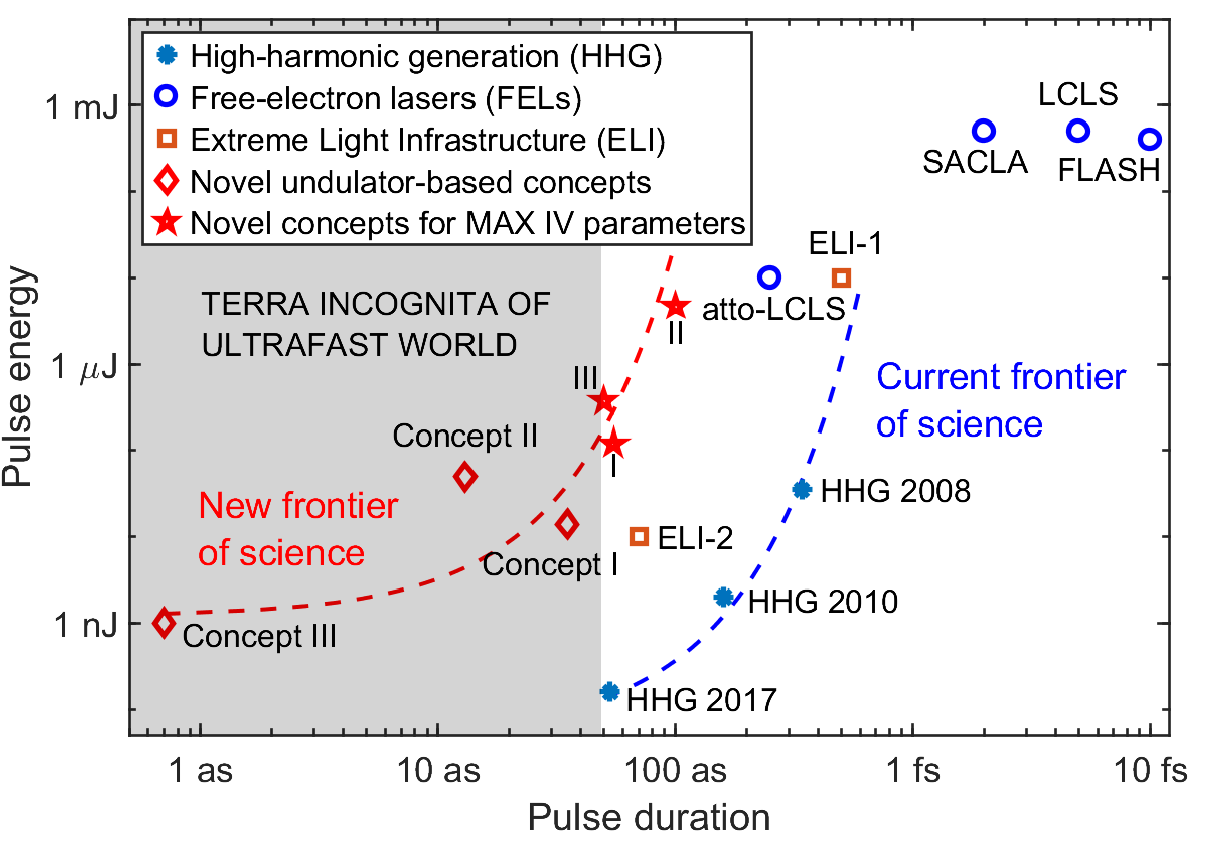 High-harmonic generation (HHG)
Free-electron lasers (FELs)
Extreme Light Infrastructure (ELI)
Novel undulator-based concepts
Novel concepts for MAX IV parameters
1 mJ
1 μJ
1 nJ
Pulse energy
LCLS
SACLA
FLASH
ELI-1
atto-LCLS
TERRA INCOGNITA OF
ULTRAFAST WORLD
II
III
I
Current frontier
of science
Concept II
New frontier
of science
Concept I
Concept III
HHG 2008
ELI-2
HHG 2010
HHG 2017
1 as
10 as
100 as
1 fs
10 fs
Pulse duration